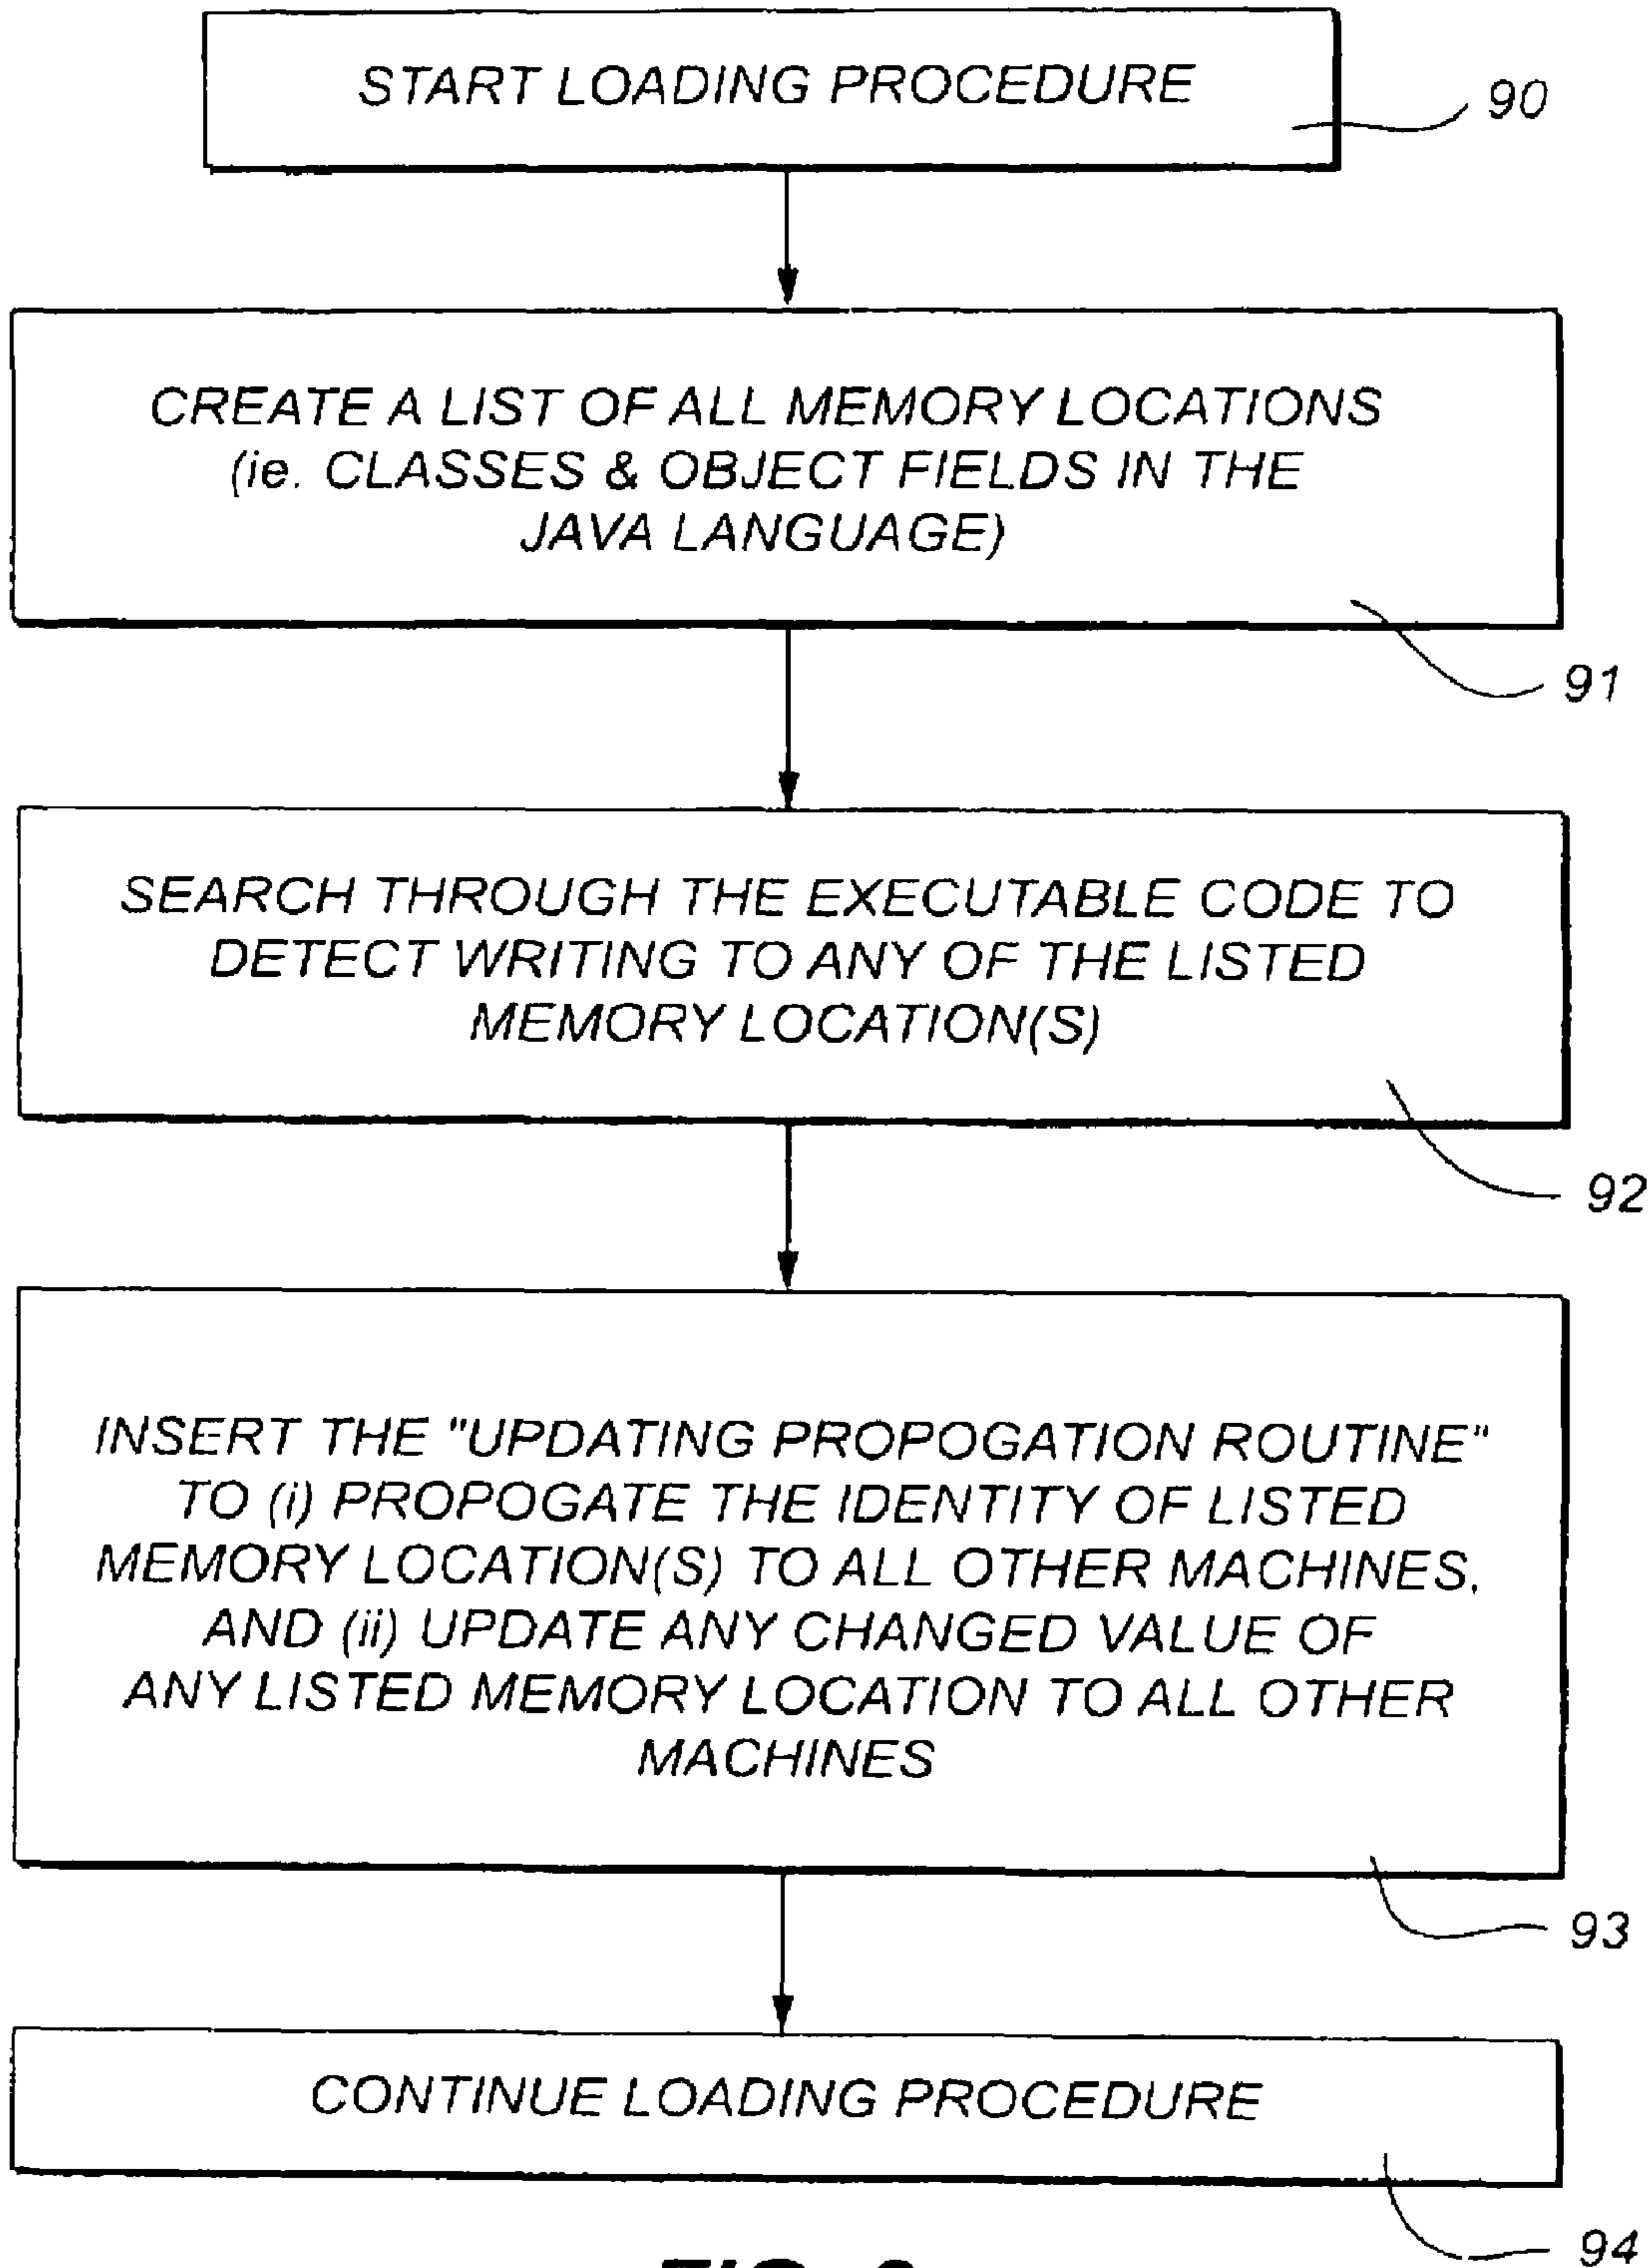 START LOADING PROCEDURE
90
CREATE A LIST OF ALL MEMORY LOCATIONS
(ie. CLASSES & OBJECT FIELDS IN THE
JAVA LANGUAGE)
91
SEARCH THROUGH THE EXECUTABLE CODE TO
DETECT WRITING TO ANY OF THE LISTED
MEMORY LOCATION(S)
92
INSERT THE "UPDATING PROPOGATION ROUTINE"
TO (i) PROPOGATE THE IDENTITY OF LISTED
MEMORY LOCATION(S) TO ALL OTHER MACHINES,
AND (ii) UPDATE ANY CHANGED VALUE OF
ANY LISTED MEMORY LOCATION TO ALL OTHER
MACHINES
93
CONTINUE LOADING PROCEDURE
94
FIG.